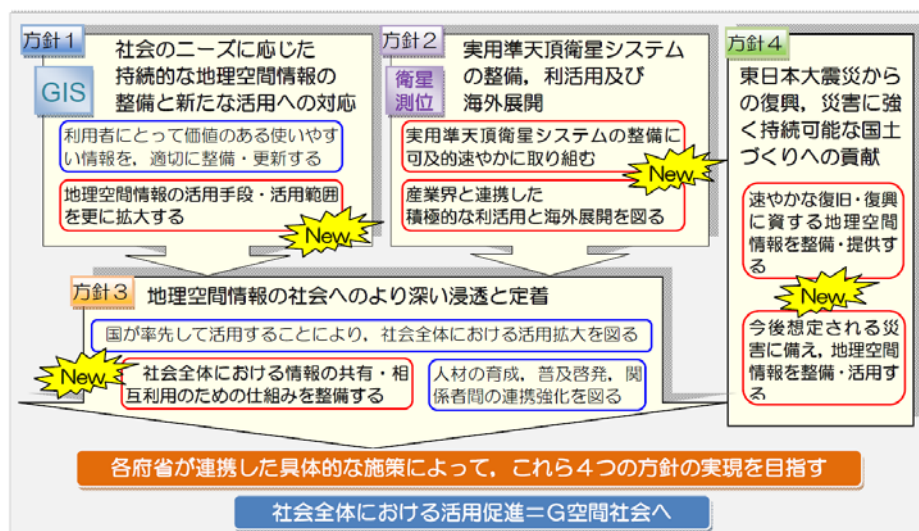 方針1
社会のニーズに応じた
持続的な地理空間情報の
整備と新たな活用への対応
GIS
利用者にとって価値のある使いやす
い情報を，適切に整備・更新する
地理空間情報の活用手段・活用範囲
を更に拡大する
New
方針2
実用準天頂衛星システム
の整備，利活用及び
海外展開
衛星
測位
実用準天頂衛星システムの整備に
可及的速やかに取り組む
New
産業界と連携した
積極的な利活用と海外展開を図る
方針3
地理空間情報の社会へのより深い浸透と定着
国が率先して活用することにより，社会全体における活用拡大を図る
New
社会全体における情報の共有・相
互利用のための仕組みを整備する
人材の育成，普及啓発，関
係者間の連携強化を図る
方針4
東日本大震災から
の復興，災害に強
く持続可能な国土
づくりへの貢献
速やかな復旧・復興
に資する地理空間
情報を整備・提供す
る
New
今後想定される災
害に備え，地理空間
情報を整備・活用す
る
各府省が連携した具体的な施策によって，これら４つの方針の実現を目指す
社会全体における活用促進＝Ｇ空間社会へ